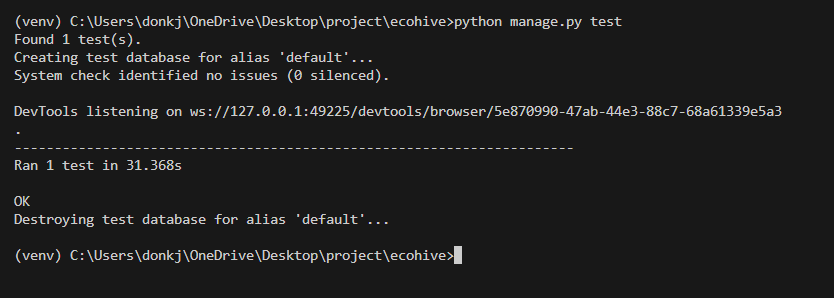 (venv) C:\Users\donkj\OneDrive\Desktop\project\ecohive>python manage.py test
Found 1 test(s).
Creating test database for alias 'default'...
System check identified no issues (0 silenced).
DevTools listening on ws://127.0.0.1:49225/devtools/browser/5e870990-47ab-44e3-88c7-68a61339e5a3
.
----------------------------------------------------------------------
Ran 1 test in 31.368s
OK
Destroying test database for alias 'default'...
(venv) C:\Users\donkj\OneDrive\Desktop\project\ecohive>